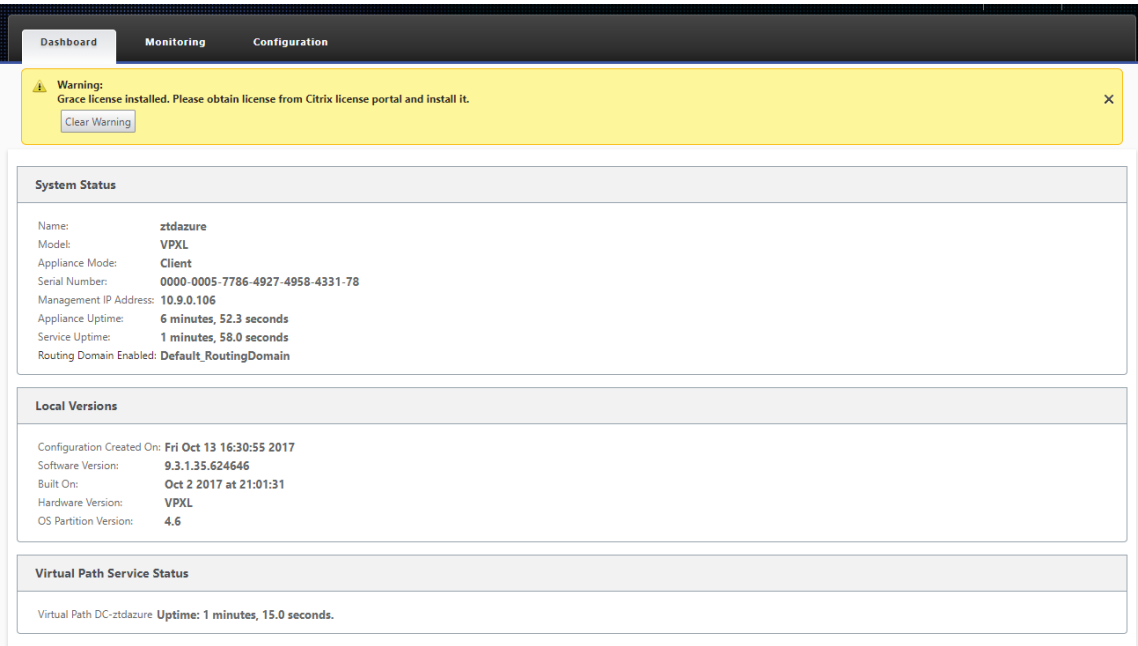 Dashboard Monitoring Configuration
Warning:
Grace license installed. Please obtain license from Citrix license portal and install it.
Clear Warning
System Status
Name: ztdazure
Model: VPXL
Appliance Mode: Client
Serial Number: 0000-0005-7786-4927-4958-4331-78
Management IP Address: 10.9.0.106
Appliance Uptime: 6 minutes, 52.3 seconds
Service Uptime: 1 minutes, 58.0 seconds
Routing Domain Enabled: Default_RoutingDomain
Local Versions
Configuration Created On: Fri Oct 13 16:30:55 2017
Software Version: 9.3.1.35.624646
Built On: Oct 2 2017 at 21:01:31
Hardware Version: VPXL
OS Partition Version: 4.6
Virtual Path Service Status
Virtual Path DC-ztdazure Uptime: 1 minutes, 15.0 seconds.